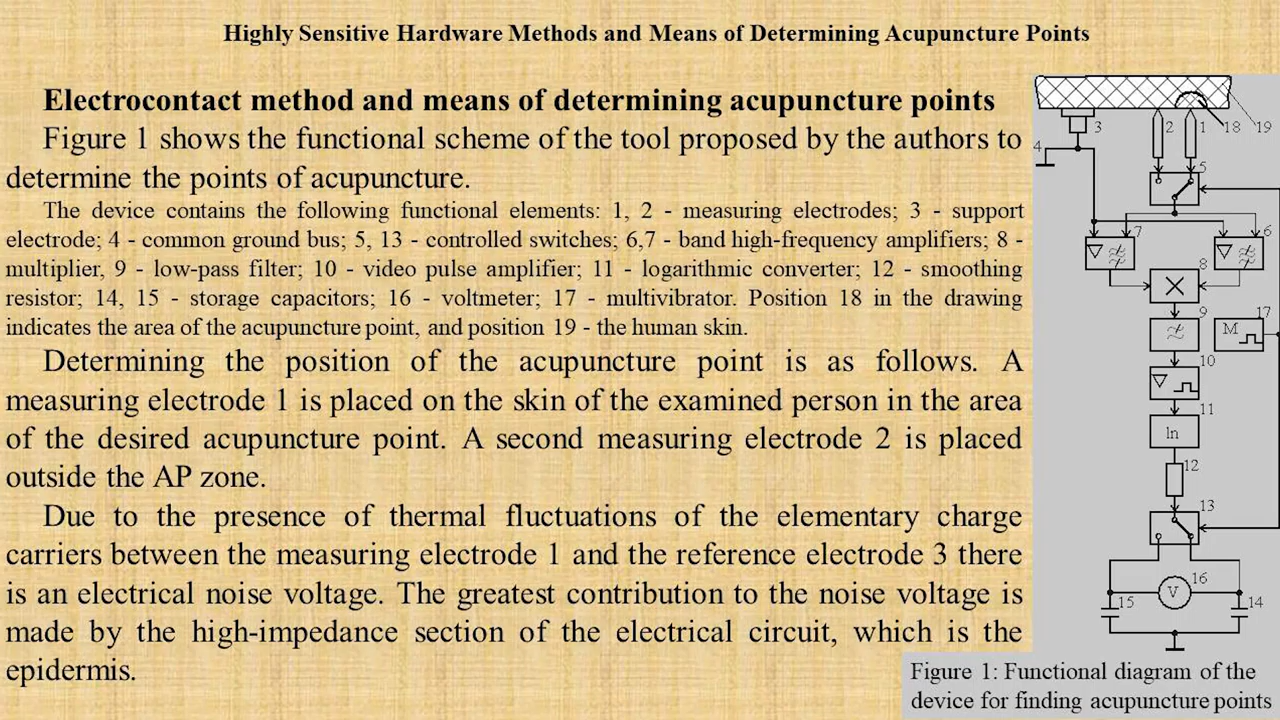 Highly Sensitive Hardware Methods and Means of Determining Acupuncture Points
Electrocontact method and means of determining acupuncture points
Figure 1 shows the functional scheme of the tool proposed by the authors to
determine the points of acupuncture.
The device contains the following functional elements: 1, 2 - measuring electrodes; 3 - support
electrode; 4 - common ground bus; 5, 13 - controlled switches; 6,7 - band high-frequency amplifiers; 8 -
multiplier, 9 - low-pass filter; 10 - video pulse amplifier; 11 - logarithmic converter; 12 - smoothing
resistor; 14, 15 - storage capacitors; 16 - voltmeter; 17 - multivibrator. Position 18 in the drawing
indicates the area of the acupuncture point, and position 19 - the human skin.
Determining the position of the acupuncture point is as follows. A
measuring electrode 1 is placed on the skin of the examined person in the area
of the desired acupuncture point. A second measuring electrode 2 is placed
outside the AP zone.
Due to the presence of thermal fluctuations of the elementary charge
carriers between the measuring electrode 1 and the reference electrode 3 there
is an electrical noise voltage. The greatest contribution to the noise voltage is
made by the high-impedance section of the electrical circuit, which is the
epidermis.
3 2 1 18 19
4
5
7 6
8
9 17
M
10
11
ln
12
13
16
V
15 14
Figure 1: Functional diagram of the
device for finding acupuncture points